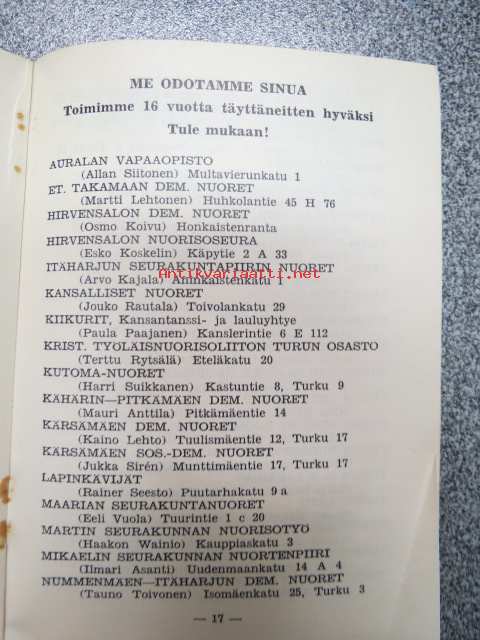 ME ODOTAMME SINUA
Toimimme 16 vuotta täyttäneitten hyväksi
Tule mukaan!
AURALAN VAPAAOPISTO
(Allan Siitonen) Multavierunkatu 1
ET. TAKAMAAN DEM. NUORET
(Martti Lehtonen) Huhkolantie 45 H 76
HIRVENSALON DEM. NUORET
(Osmo Koivu) Honkaistenranta
HIRVENSALON NUORISOSEURA
(Esko Koskelin) Käpytie 2 A 33
ITÄHARJUN SEURAKUNTAPIIRIN NUORET
(Arvo Kajala) Aninkaistenkatu 1
Antikvariaatti.net
KANSALLISET NUORET
(Jouko Rautala) Toivolankatu 29
KIIKURIT, Kansantanssi- ja lauluyhtye
(Paula Paajanen) Kanslerintie 6 E 112
KRIST. TYÖLÄISNUORISOLIITON TURUN OSASTO
(Terttu Rytsälä) Eteläkatu 20
KUTOMA-NUORET
(Harri Suikkanen) Kastuntie 8, Turku 9
KÄHÄRIN—PITKÄMÄEN DEM. NUORET
(Mauri Anttila) Pitkämäentie 14
KÄRSÄMÄEN DEM. NUORET
(Kaino Lehto) Tuulismäentie 12, Turku 17
KÄRSÄMÄEN SOS.-DEM. NUORET
(Jukka Sirén) Munttimäentie 17, Turku 17
LAPINKÄVIJÄT
(Rainer Seesto) Puutarhakatu 9 a
MAARIAN SEURAKUNTANUORET
(Eeli Vuola) Tuurintie 1 c 20
MARTIN SEURAKUNNAN NUORISOTYÖ
(Haakon Wainio) Kauppiaskatu 3
MIKAELIN SEURAKUNNAN NUORTENPIIRI
(Ilmari Asanti) Uudenmaankatu 14 A 4
NUMMENMÄEN—ITÄHARJUN DEM. NUORET
(Tauno Toivonen) Isomäenkatu 25, Turku 3
— 17 —